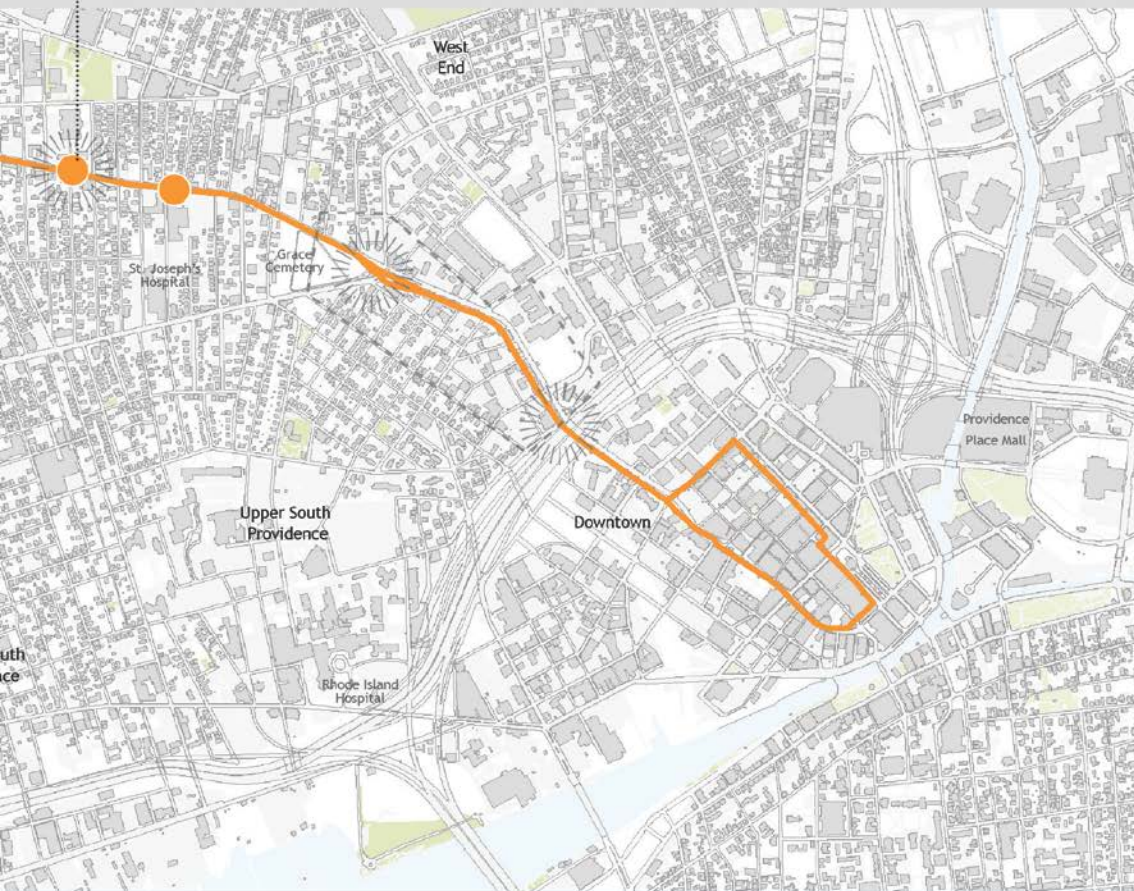 West
End
St. Joseph's
Hospital
Grace
Cemetery
Providence
Place Mall
Upper South
Providence
Downtown
uth
nce
Rhode Island
Hospital